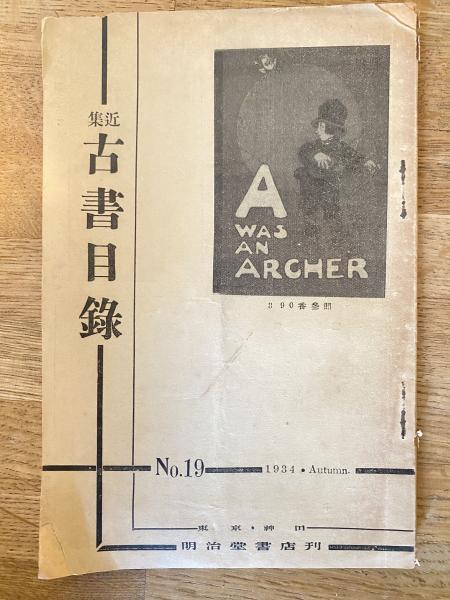 集近
古書目錄
A
WAS
AN
ARCHER
390番參照
No.19
1934・Autumn.
東京・神田
明治堂書店刊